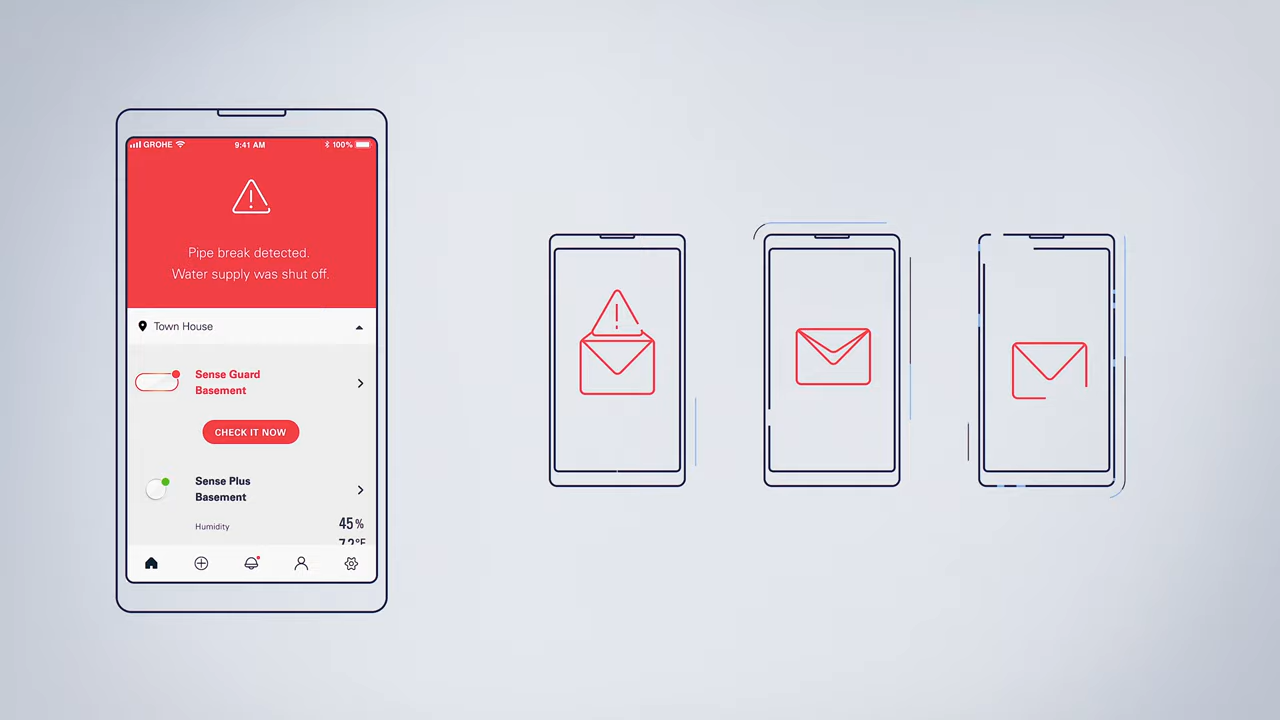 GROHE 9:41 AM 100%
Pipe break detected.
Water supply was shut off.
Town House
Sense Guard
Basement
CHECK IT NOW
Sense Plus
Basement
Humidity 45%
72°F